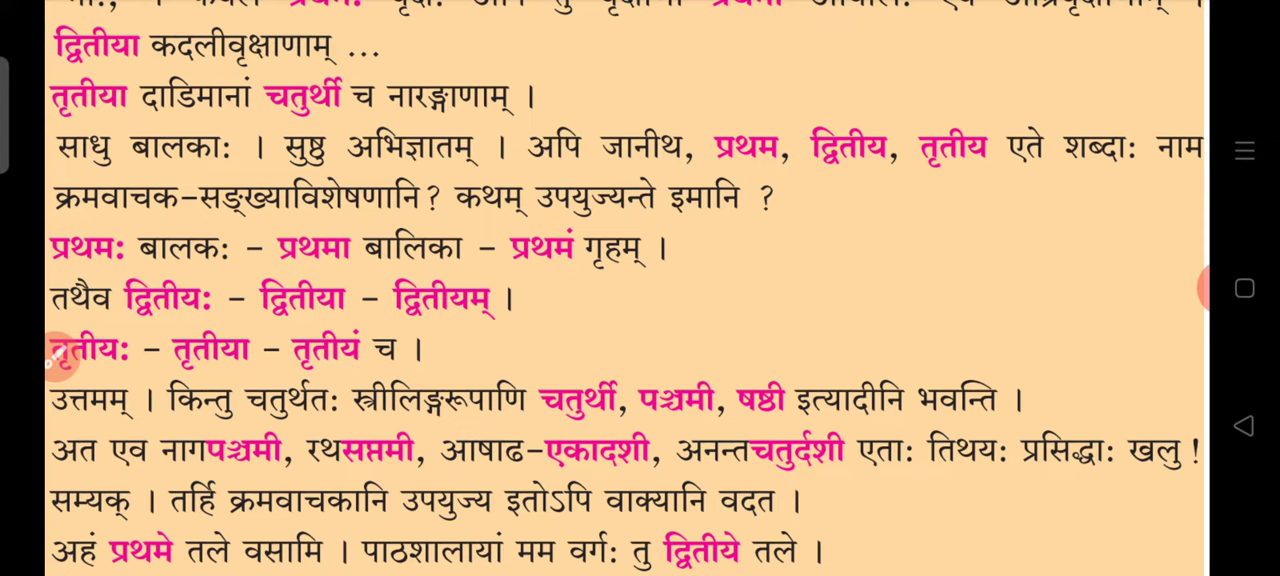 द्वितीया कदलीवृक्षाणाम् ...
तृतीया दाडिमानां चतुर्थी च नारङ्गाणाम् ।
साधु बालका: । सुष्ठु अभिज्ञातम् । अपि जानीथ, प्रथम, द्वितीय, तृतीय एते शब्दा: नाम
क्रमवाचक-सङ्ख्याविशेषणानि? कथम् उपयुज्यन्ते इमानि ?
प्रथम: बालक: - प्रथमा बालिका - प्रथमं गृहम् ।
तथैव द्वितीय: - द्वितीया - द्वितीयम् ।
तृतीय: - तृतीया - तृतीयं च ।
उत्तमम् । किन्तु चतुर्थत: स्त्रीलिङ्गरूपाणि चतुर्थी, पञ्चमी, षष्ठी इत्यादीनि भवन्ति ।
अत एव नागपञ्चमी, रथसप्तमी, आषाढ-एकादशी, अनन्तचतुर्दशी एता: तिथय: प्रसिद्धा: खलु !
सम्यक् । तर्हि क्रमवाचकानि उपयुज्य इतोऽपि वाक्यानि वदत ।
अहं प्रथमे तले वसामि । पाठशालायां मम वर्ग: तु द्वितीये तले ।